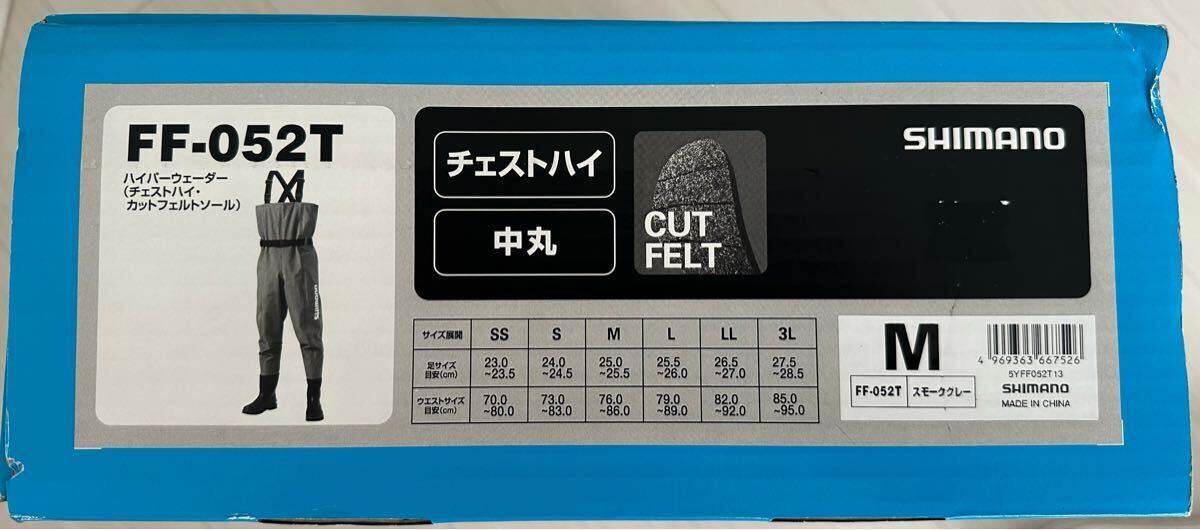 FF-052T
ハイパーウェーダー
(チェストハイ・
カットフェルトソール)
SHIMANO
チェストハイ
中丸
CUT
FELT
SHIMANO
サイズ展開 SS S M L LL 3L
足サイズ 23.0 24.0 25.0 25.5 26.5 27.5
目安(cm) ~23.5 ~24.5 ~25.5 ~26.0 ~27.0 ~28.5
ウエストサイズ 70.0 73.0 76.0 79.0 82.0 85.0
目安(cm) ~80.0 ~83.0 ~86.0 ~89.0 ~92.0 ~95.0
M
FF-052T スモークグレー
4 969363 667526
5YFF052T13
SHIMANO
MADE IN CHINA